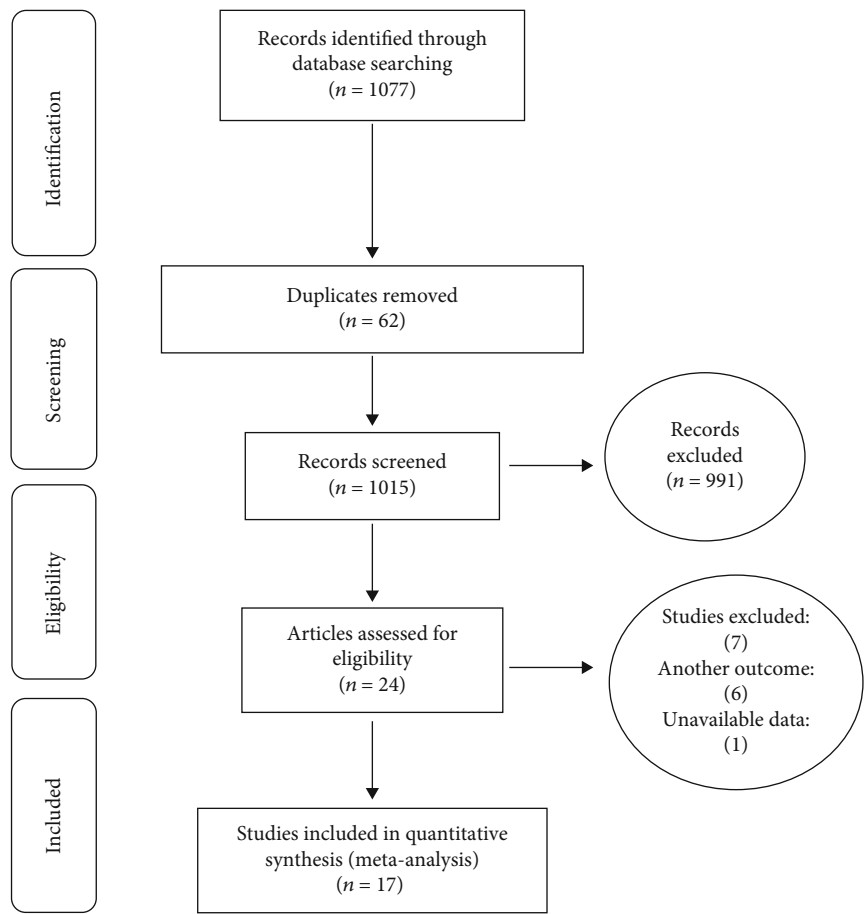 Identification
Records identified through
database searching
(n = 1077)
Screening
Duplicates removed
(n = 62)
Records screened
(n = 1015)
Records
excluded
(n = 991)
Eligibility
Articles assessed for
eligibility
(n = 24)
Studies excluded:
(7)
Another outcome:
(6)
Unavailable data:
(1)
Included
Studies included in quantitative
synthesis (meta-analysis)
(n = 17)